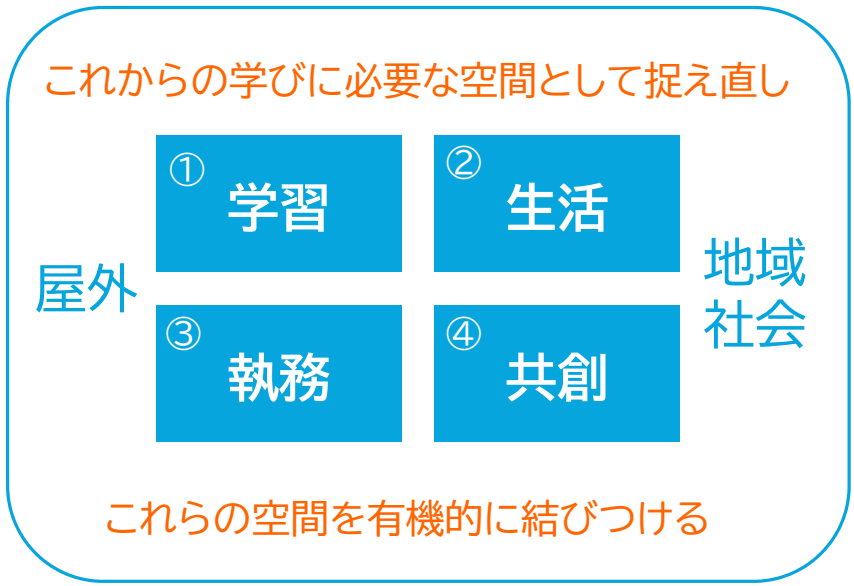 これからの学びに必要な空間として捉え直し
①
学習
②
生活
屋外
地域
社会
③
執務
④
共創
これらの空間を有機的に結びつける